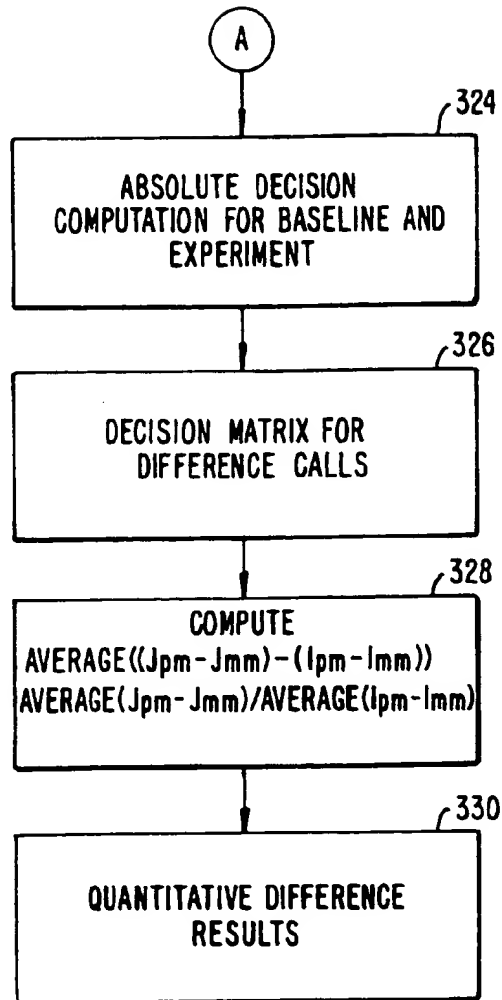 A
324
ABSOLUTE DECISION
COMPUTATION FOR BASELINE AND
EXPERIMENT
326
DECISION MATRIX FOR
DIFFERENCE CALLS
328
COMPUTE
AVERAGE((Jpm-Jmm)-(Ipm-Imm))
AVERAGE(Jpm-Jmm)/AVERAGE(Ipm-Imm)
330
QUANTITATIVE DIFFERENCE
RESULTS